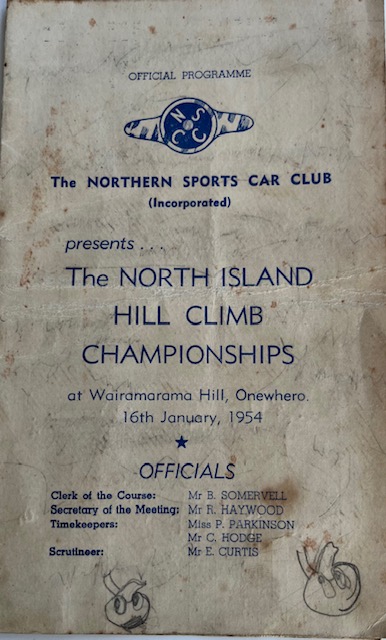 OFFICIAL PROGRAMME
N S C C
The NORTHERN SPORTS CAR CLUB
(Incorporated)
presents . . .
The NORTH ISLAND
HILL CLIMB
CHAMPIONSHIPS
at Wairamarama Hill, Onewhero.
16th January, 1954
OFFICIALS
Clerk of the Course: Mr B. SOMERVELL
Secretary of the Meeting: Mr R. HAYWOOD
Timekeepers: Miss P. PARKINSON
Mr C. HODGE
Scrutineer: Mr E. CURTIS